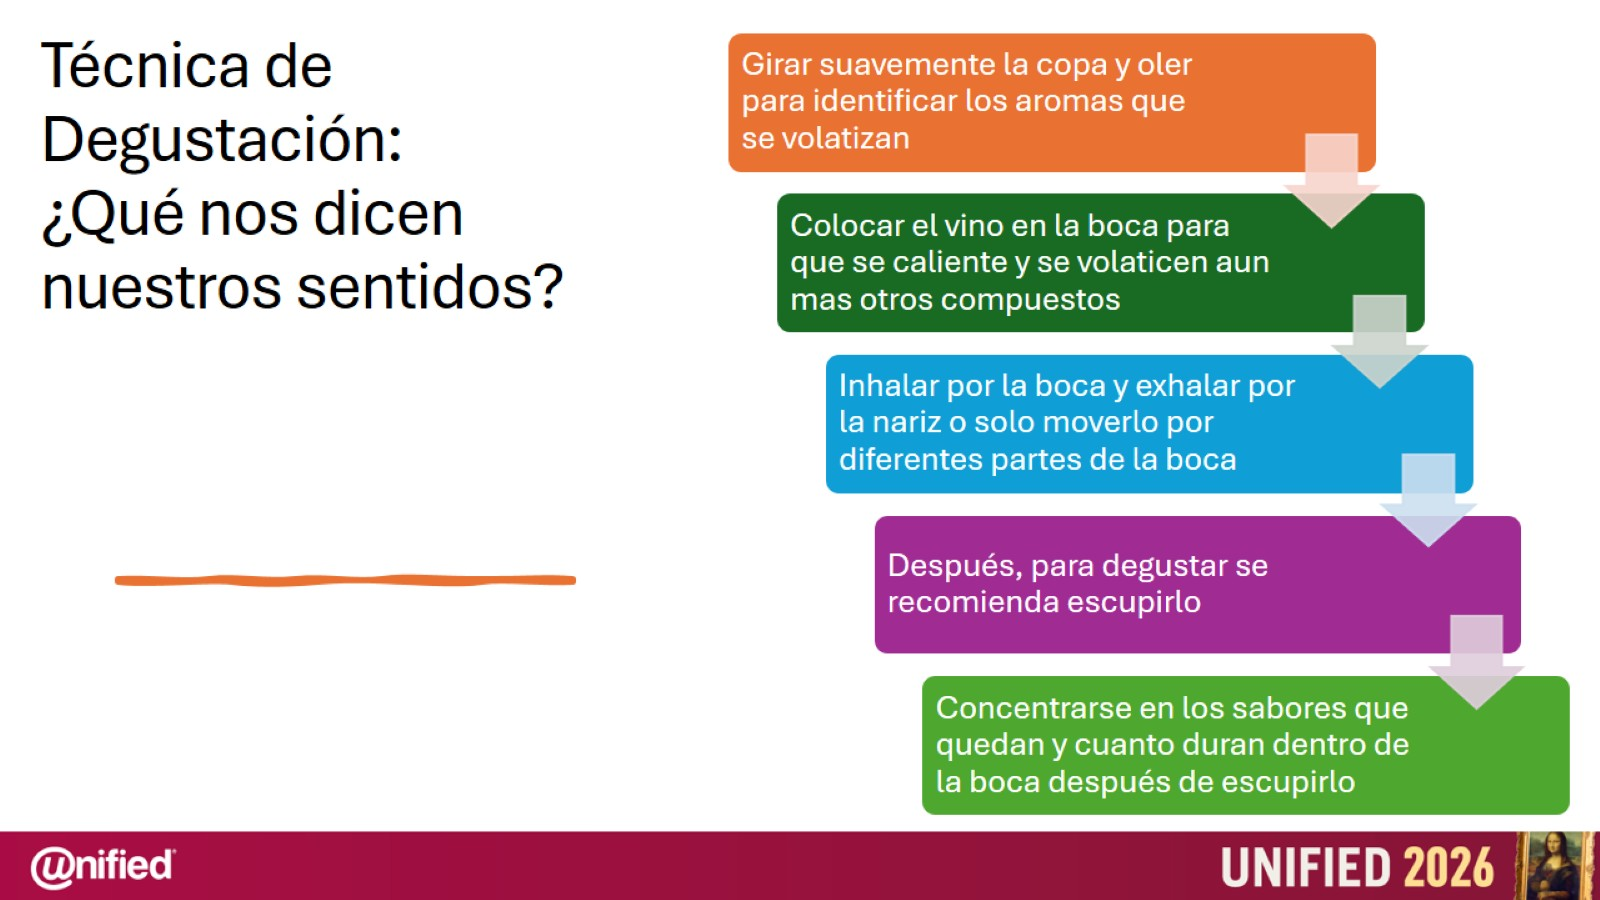 Técnica de
Degustación:
¿Qué nos dicen
nuestros sentidos?
Girar suavemente la copa y oler
para identificar los aromas que
se volatizan
Colocar el vino en la boca para
que se caliente y se volaticen aun
mas otros compuestos
Inhalar por la boca y exhalar por
la nariz o solo moverlo por
diferentes partes de la boca
Después, para degustar se
recomienda escupirlo
Concentrarse en los sabores que
quedan y cuanto duran dentro de
la boca después de escupirlo
@unified
UNIFIED 2026